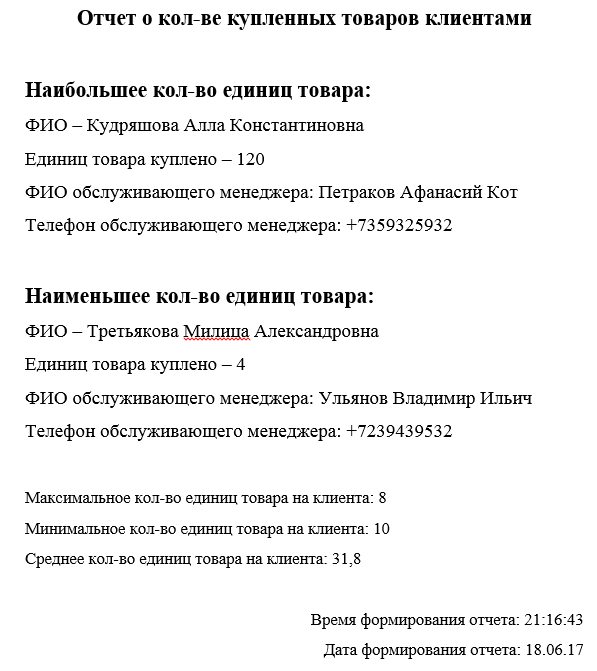 Отчет о кол-ве купленных товаров клиентами
Наибольшее кол-во единиц товара:
ФИО – Кудряшова Алла Константиновна
Единиц товара куплено – 120
ФИО обслуживающего менеджера: Петраков Афанасий Кот
Телефон обслуживающего менеджера: +7359325932
Наименьшее кол-во единиц товара:
ФИО – Третьякова Милица Александровна
Единиц товара куплено – 4
ФИО обслуживающего менеджера: Ульянов Владимир Ильич
Телефон обслуживающего менеджера: +7239439532
Максимальное кол-во единиц товара на клиента: 8
Минимальное кол-во единиц товара на клиента: 10
Среднее кол-во единиц товара на клиента: 31,8
Время формирования отчета: 21:16:43
Дата формирования отчета: 18.06.17